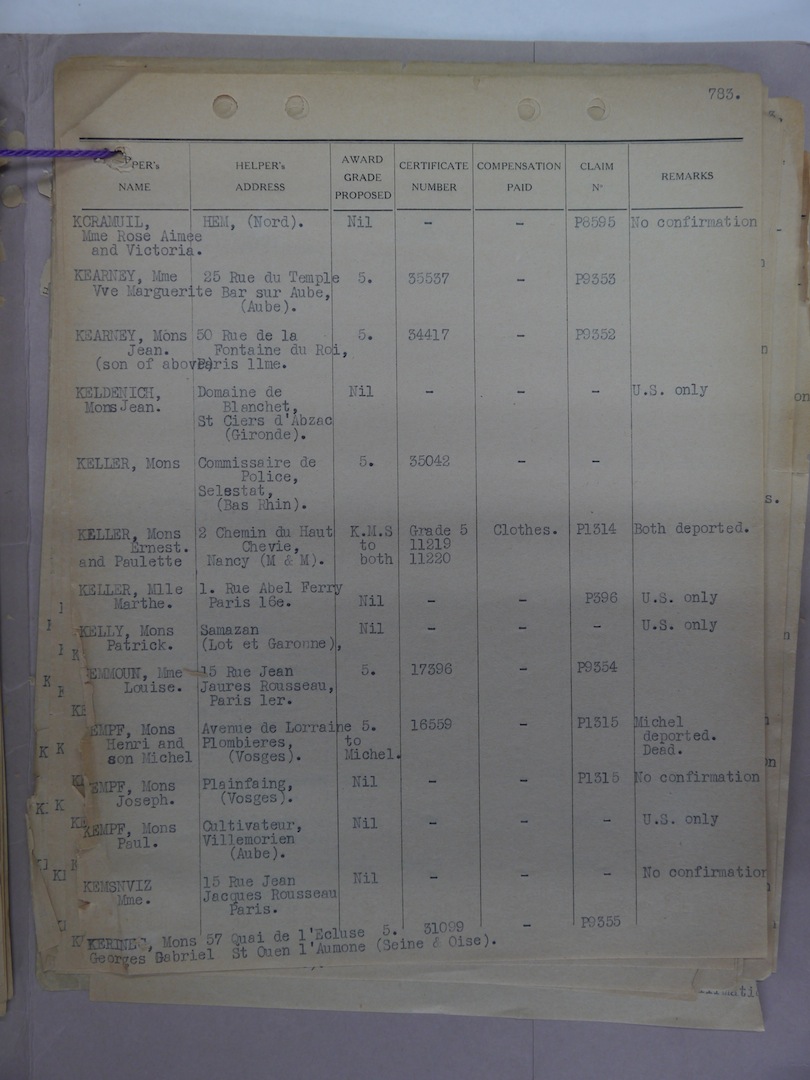 783.
PER's NAME HELPER's ADDRESS AWARD GRADE PROPOSED CERTIFICATE NUMBER COMPENSATION PAID CLAIM N° REMARKS
KCRAMUIL, HEM, (Nord). Nil - - P8595 No confirmation
Mme Rose Aimee
and Victoria.
KEARNEY, Mme 25 Rue du Temple 5. 35537 - P9353
Vve Marguerite Bar sur Aube,
(Aube).
KEARNEY, Mons 50 Rue de la 5. 34417 - P9352
Jean. Fontaine du Roi,
(son of above) Paris 11me.
KELDENICH, Domaine de Nil - - - U.S. only
Mons Jean. Blanchet,
St Ciers d'Abzac
(Gironde).
KELLER, Mons Commissaire de 5. 35042 - -
Police,
Selestat,
(Bas Rhin).
KELLER, Mons 2 Chemin du Haut K.M.S Grade 5 Clothes. P1314 Both deported.
Ernest. Chevie, to 11219
and Paulette Nancy (M & M). both 11220
KELLER, Mlle 1. Rue Abel Ferry
Marthe. Paris 16e. Nil - - P396 U.S. only
KELLY, Mons Samazan Nil - - - U.S. only
Patrick. (Lot et Garonne),
EMMOUN, Mme 15 Rue Jean 5. 17396 - P9354
Louise. Jaures Rousseau,
Paris 1er.
EMPF, Mons Avenue de Lorraine 5. 16559 - P1315 Michel
Henri and Plombieres, to deported.
son Michel (Vosges). Michel. Dead.
EMPF, Mons Plainfaing, Nil - - P1315 No confirmation
Joseph. (Vosges).
KEMPF, Mons Cultivateur, Nil - - - U.S. only
Paul. Villemorien
(Aube).
KEMSNVIZ 15 Rue Jean Nil - - - No confirmation
Mme. Jacques Rousseau
Paris.
Mons 57 Quai de l'Ecluse 5. 31099 - P9355
Georges Gabriel St Ouen l'Aumone (Seine & Oise).